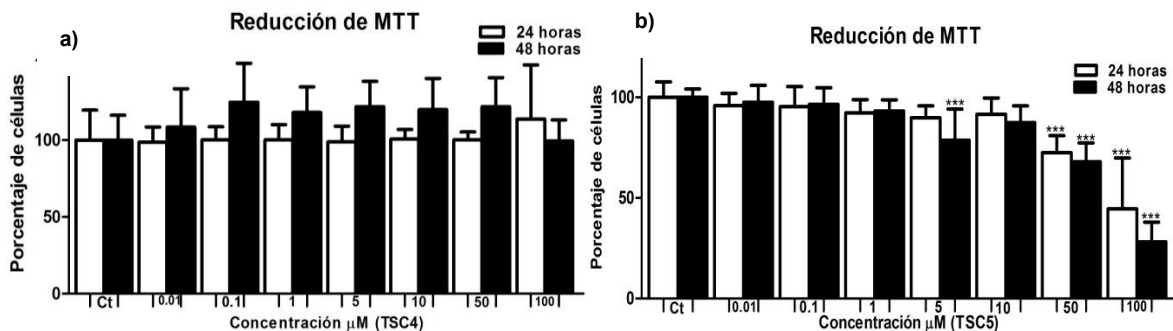 a)
Reducción de MTT
24 horas
48 horas
Porcentaje de células
100
50
0
Ct 0.01 0.1 1 5 10 50 100
Concentración µM (TSC4)
b)
Reducción de MTT
24 horas
48 horas
Porcentaje de células
100
50
0
***
*** ***
***
***
Ct 0.01 0.1 1 5 10 50 100
Concentración µM (TSC5)